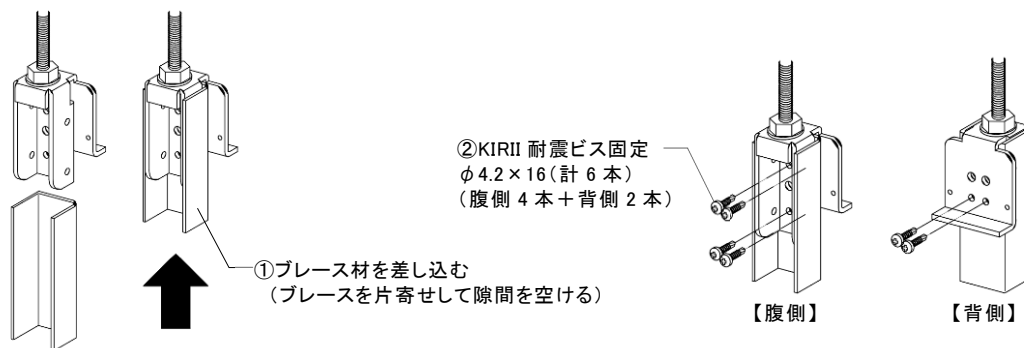 ②KIRII 耐震ビス固定
φ4.2×16(計 6 本)
(腹側 4 本+背側 2 本)
①ブレース材を差し込む
(ブレースを片寄せして隙間を空ける)
【腹側】
【背側】